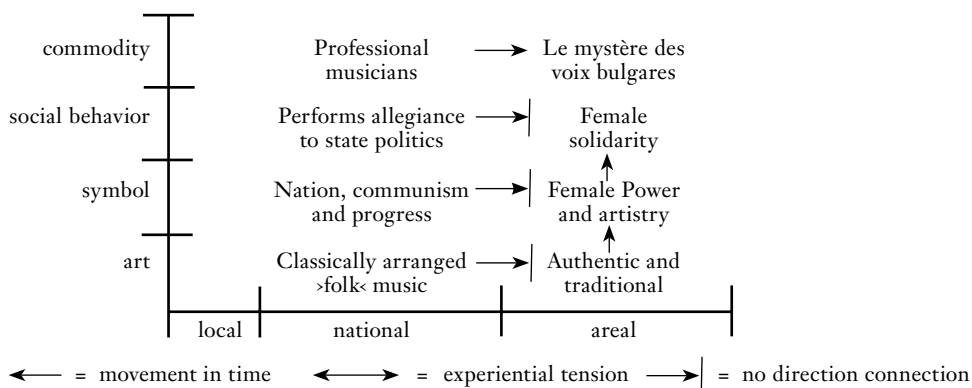 commodity
Professional
musicians
Le mystère des
voix bulgares
social behavior
Performs allegiance
to state politics
Female
solidarity
symbol
Nation, communism
and progress
Female Power
and artistry
art
Classically arranged
›folk‹ music
Authentic and
traditional
local
national
areal
= movement in time
= experiential tension
= no direction connection